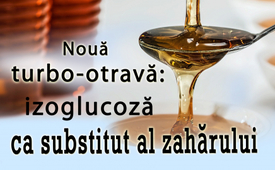 Nouă
turbo-otravă:
izoglucoză
ca substitut al zahărului